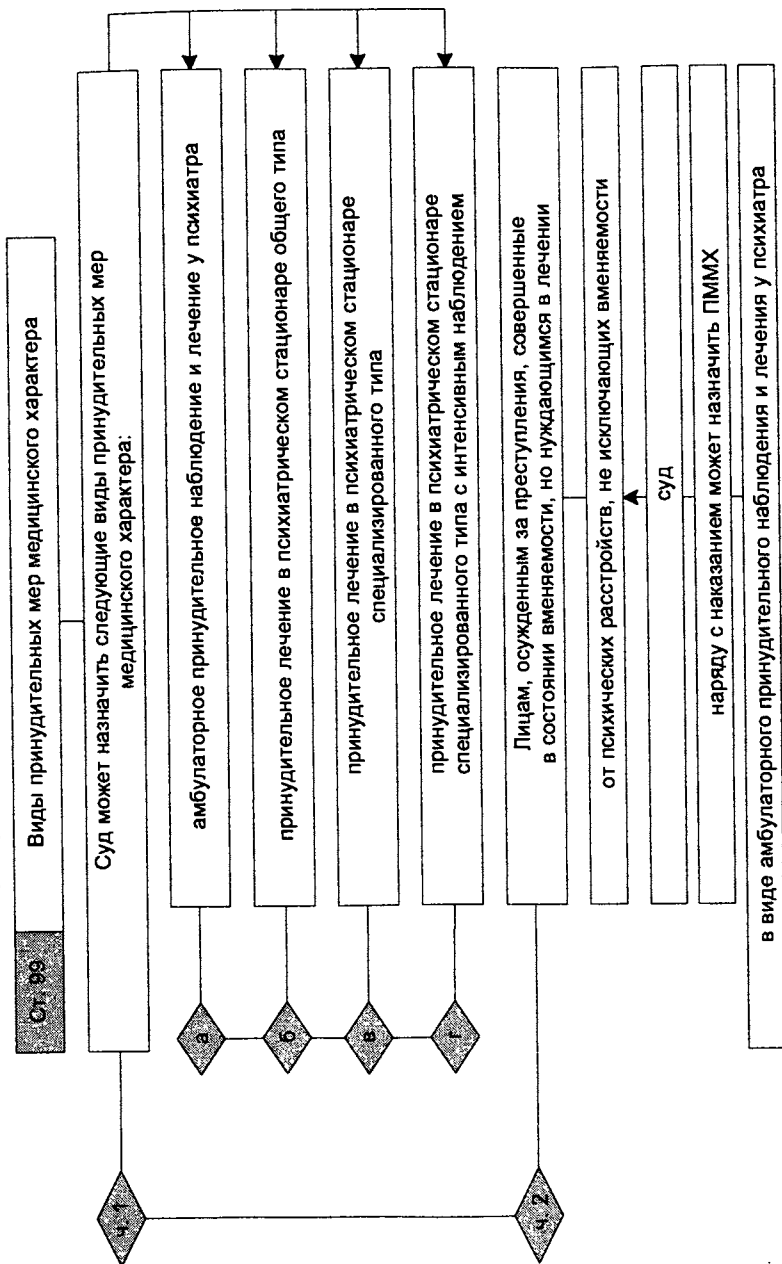 Ст. 99
Виды принудительных мер медицинского характера
ч. 1
Суд может назначить следующие виды принудительных мер
медицинского характера:
а
амбулаторное принудительное наблюдение и лечение у психиатра
б
принудительное лечение в психиатрическом стационаре общего типа
в
принудительное лечение в психиатрическом стационаре
специализированного типа
г
принудительное лечение в психиатрическом стационаре
специализированного типа с интенсивным наблюдением
ч. 2
Лицам, осужденным за преступления, совершенные
в состоянии вменяемости, но нуждающимся в лечении
от психических расстройств, не исключающих вменяемости
суд
наряду с наказанием может назначить ПММХ
в виде амбулаторного принудительного наблюдения и лечения у психиатра